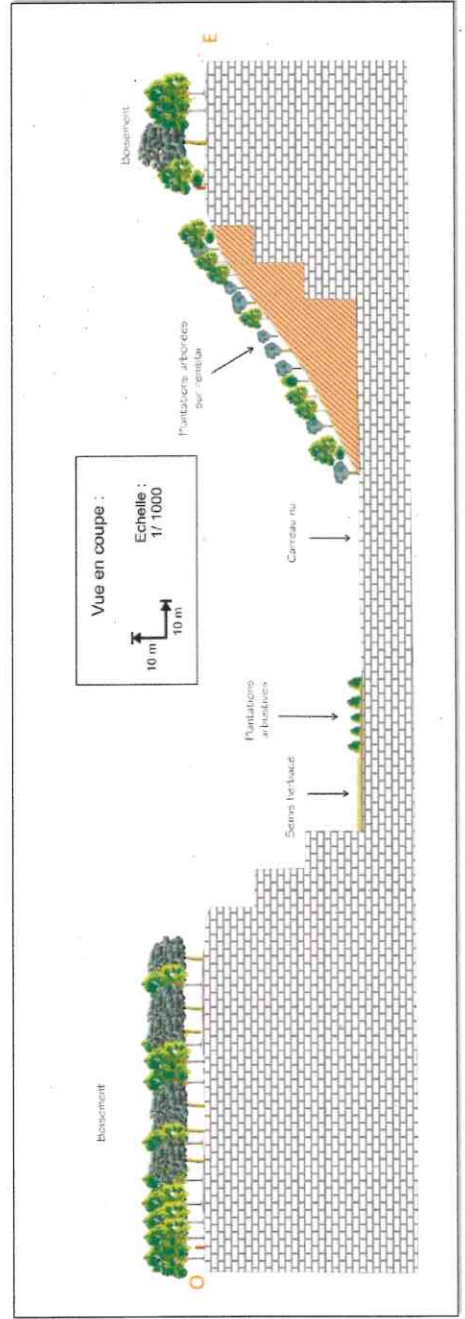 Boisement
Vue en coupe :
Echelle :
1/ 1000
10 m
10 m
Boisement
Semis herbacé
Plantations
arbustives
Carreau nu
Plantations arborées
sur remblai
O
E